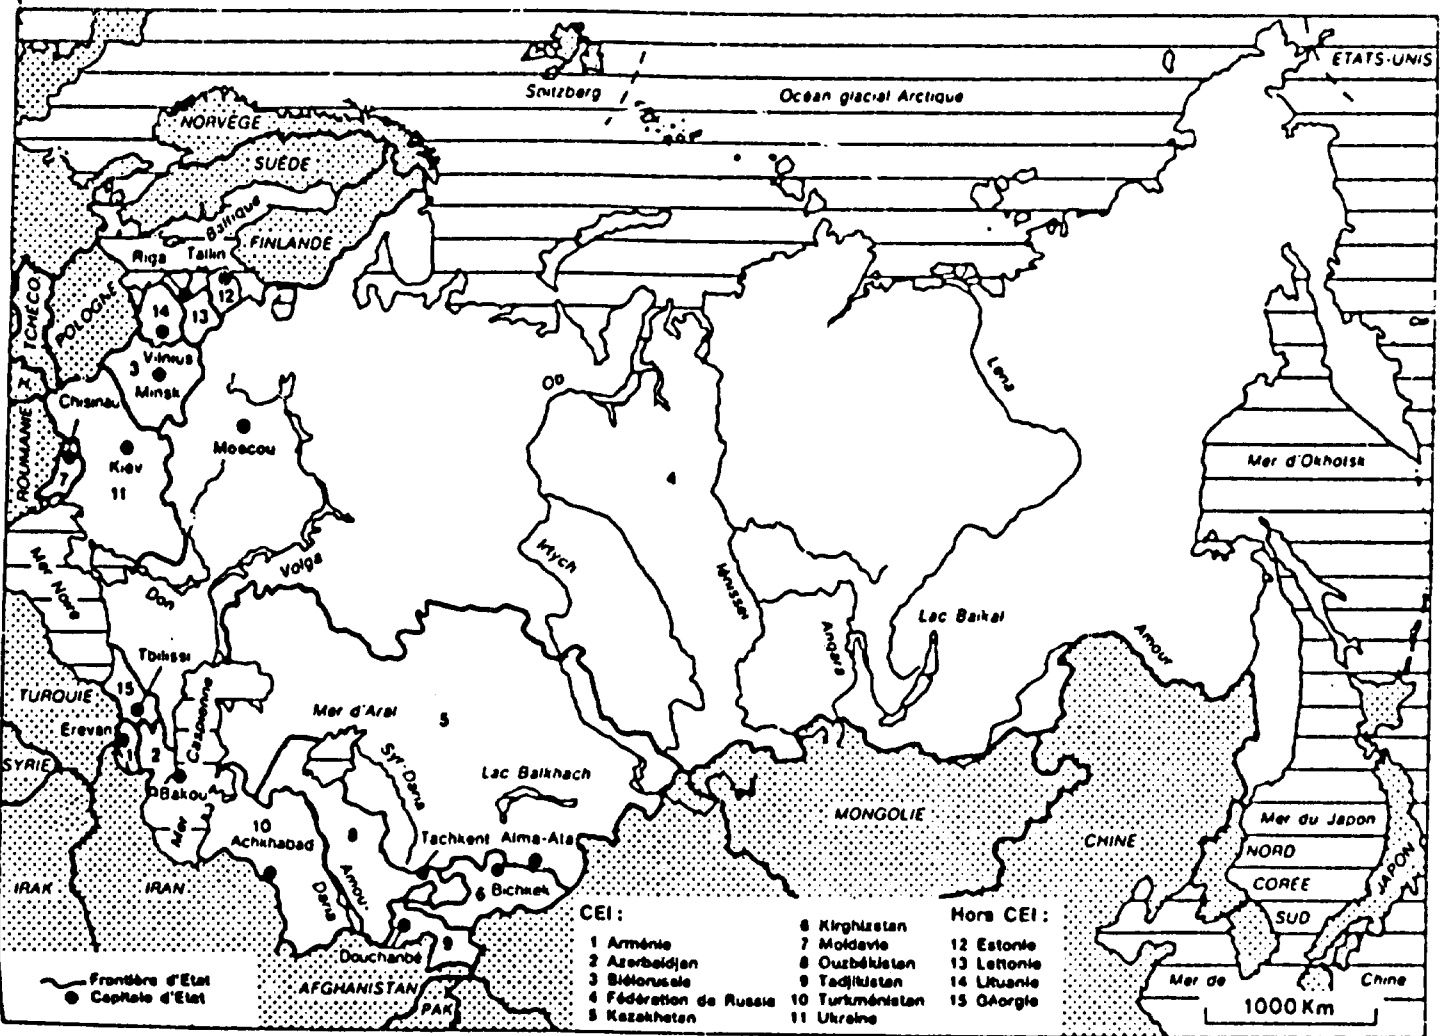 ETATS-UNIS
Spitzberg
Océan glacial Arctique
NORVÈGE
SUÈDE
Baltique
FINLANDE
Riga
Tallin
TCHÉCO.
POLOGNE
12
14
13
Vilnius
3
Minsk
H.
Chisinau
ROUMANIE
7
Kiev
11
Moscou
Ob
Lena
4
Mer d'Okhotsk
Mer Noire
Don
Volga
Irtych
Iénisseï
Angara
Lac Baïkal
Amour
Tbilissi
TURQUIE
15
Erevan
1
2
Caspienne
Mer
Bakou
SYRIE
IRAK
IRAN
Mer d'Aral
5
Syr-Daria
Lac Balkhach
10
Achkhabad
8
Amou-
Daria
Tachkent
Alma-Ata
6
Bichkek
Douchanbé
9
AFGHANISTAN
PAK.
MONGOLIE
CHINE
Mer du Japon
NORD
CORÉE
SUD
JAPON
Mer de
Chine
1000 Km
Frontière d'Etat
Capitale d'Etat
CEI :
1 Arménie
2 Azerbaïdjan
3 Biélorussie
4 Fédération de Russie
5 Kazakhstan
6 Kirghizstan
7 Moldavie
8 Ouzbékistan
9 Tadjikistan
10 Turkménistan
11 Ukraine
Hors CEI :
12 Estonie
13 Lettonie
14 Lituanie
15 Géorgie